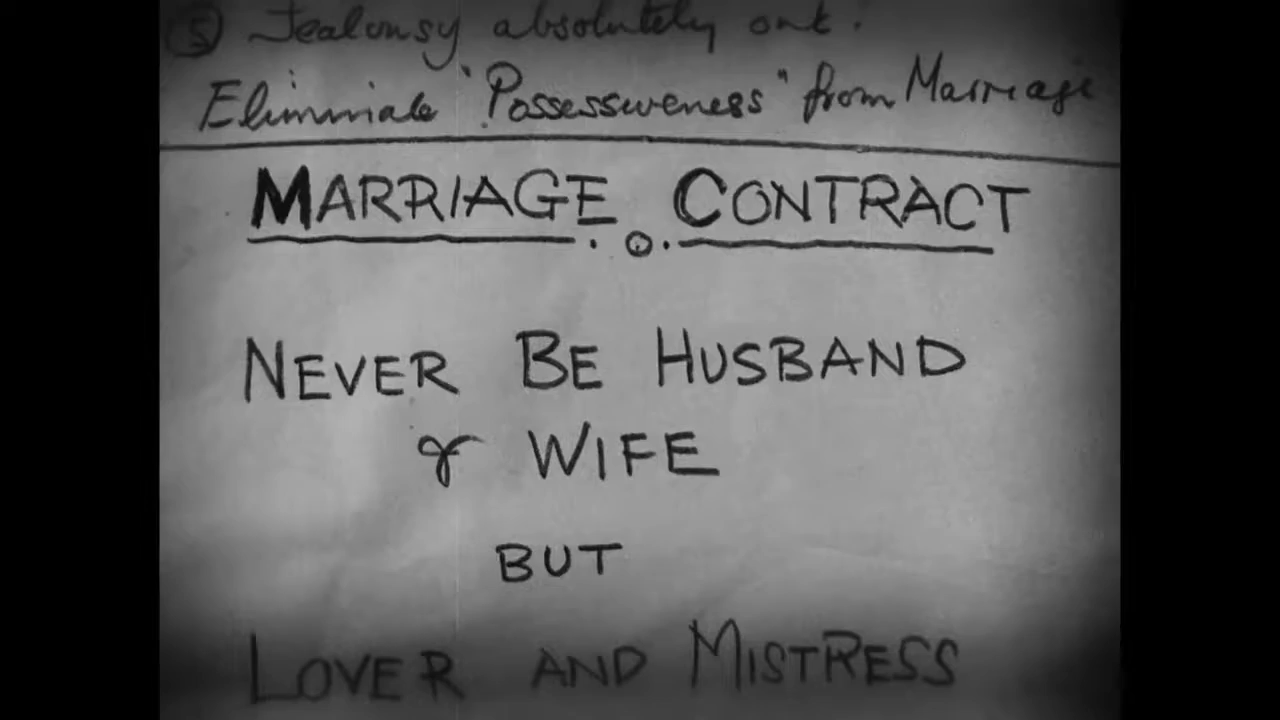 ⑤ Jealousy absolutely out.
Eliminate "Possessiveness" from Marriage
MARRIAGE CONTRACT
NEVER BE HUSBAND
& WIFE
BUT
LOVER AND MISTRESS